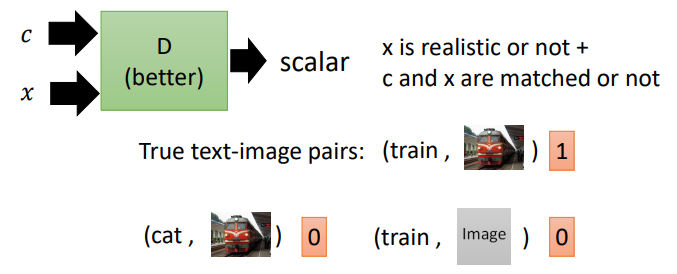 c
x
D
(better)
scalar
x is realistic or not +
c and x are matched or not
True text-image pairs: (train , ) 1
(cat , ) 0
(train , Image ) 0